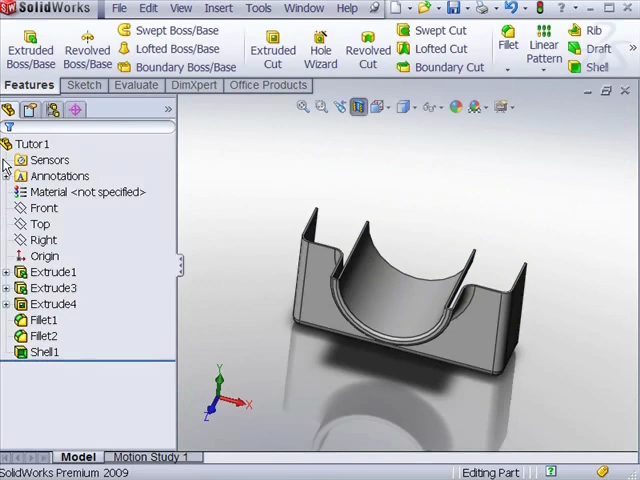 SolidWorks File Edit View Insert Tools Window Help
Extruded Boss/Base
Revolved Boss/Base
Swept Boss/Base
Lofted Boss/Base
Boundary Boss/Base
Extruded Cut
Hole Wizard
Revolved Cut
Swept Cut
Lofted Cut
Boundary Cut
Fillet
Linear Pattern
Rib
Draft
Shell
Features Sketch Evaluate DimXpert Office Products
Tutor1
Sensors
Annotations
Material <not specified>
Front
Top
Right
Origin
Extrude1
Extrude3
Extrude4
Fillet1
Fillet2
Shell1
Y
X
Z
Model Motion Study 1
SolidWorks Premium 2009 Editing Part